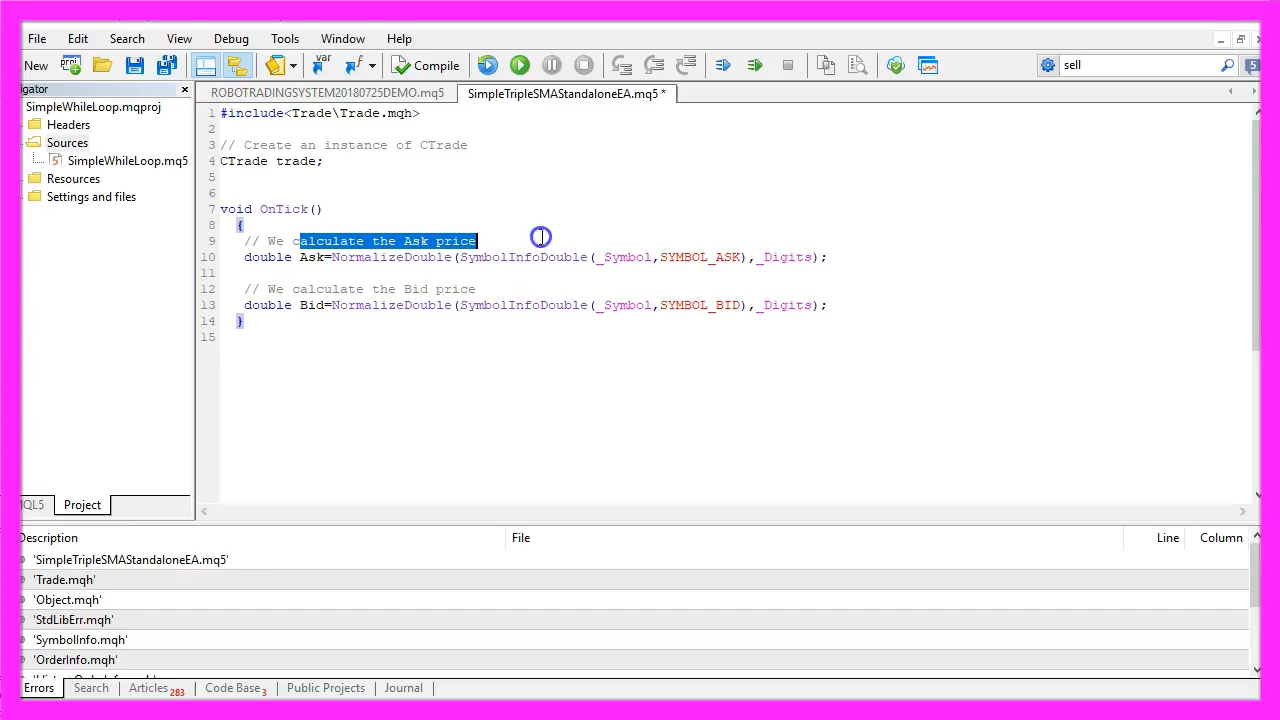 File Edit Search View Debug Tools Window Help
New Compile sell 5
igator
ROBOTRADINGSYSTEM20180725DEMO.mq5 SimpleTripleSMAStandaloneEA.mq5 *
SimpleWhileLoop.mqproj
Headers
Sources
SimpleWhileLoop.mq5
Resources
Settings and files
MQL5 Project
1 #include<Trade\Trade.mqh>
2
3 // Create an instance of CTrade
4 CTrade trade;
5
6
7 void OnTick()
8 {
9 // We calculate the Ask price
10 double Ask=NormalizeDouble(SymbolInfoDouble(_Symbol,SYMBOL_ASK),_Digits);
11
12 // We calculate the Bid price
13 double Bid=NormalizeDouble(SymbolInfoDouble(_Symbol,SYMBOL_BID),_Digits);
14 }
15
Description File Line Column
'SimpleTripleSMAStandaloneEA.mq5'
'Trade.mqh'
'Object.mqh'
'StdLibErr.mqh'
'SymbolInfo.mqh'
'OrderInfo.mqh'
Errors Search Articles 283 Code Base 3 Public Projects Journal